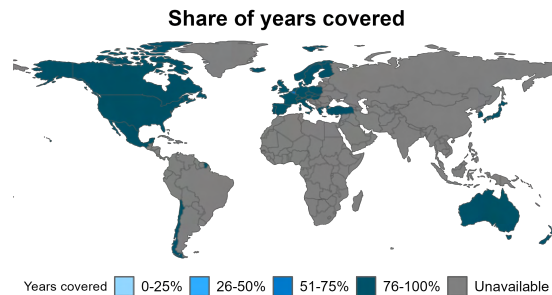 Share of years covered
Years covered 0-25% 26-50% 51-75% 76-100% Unavailable